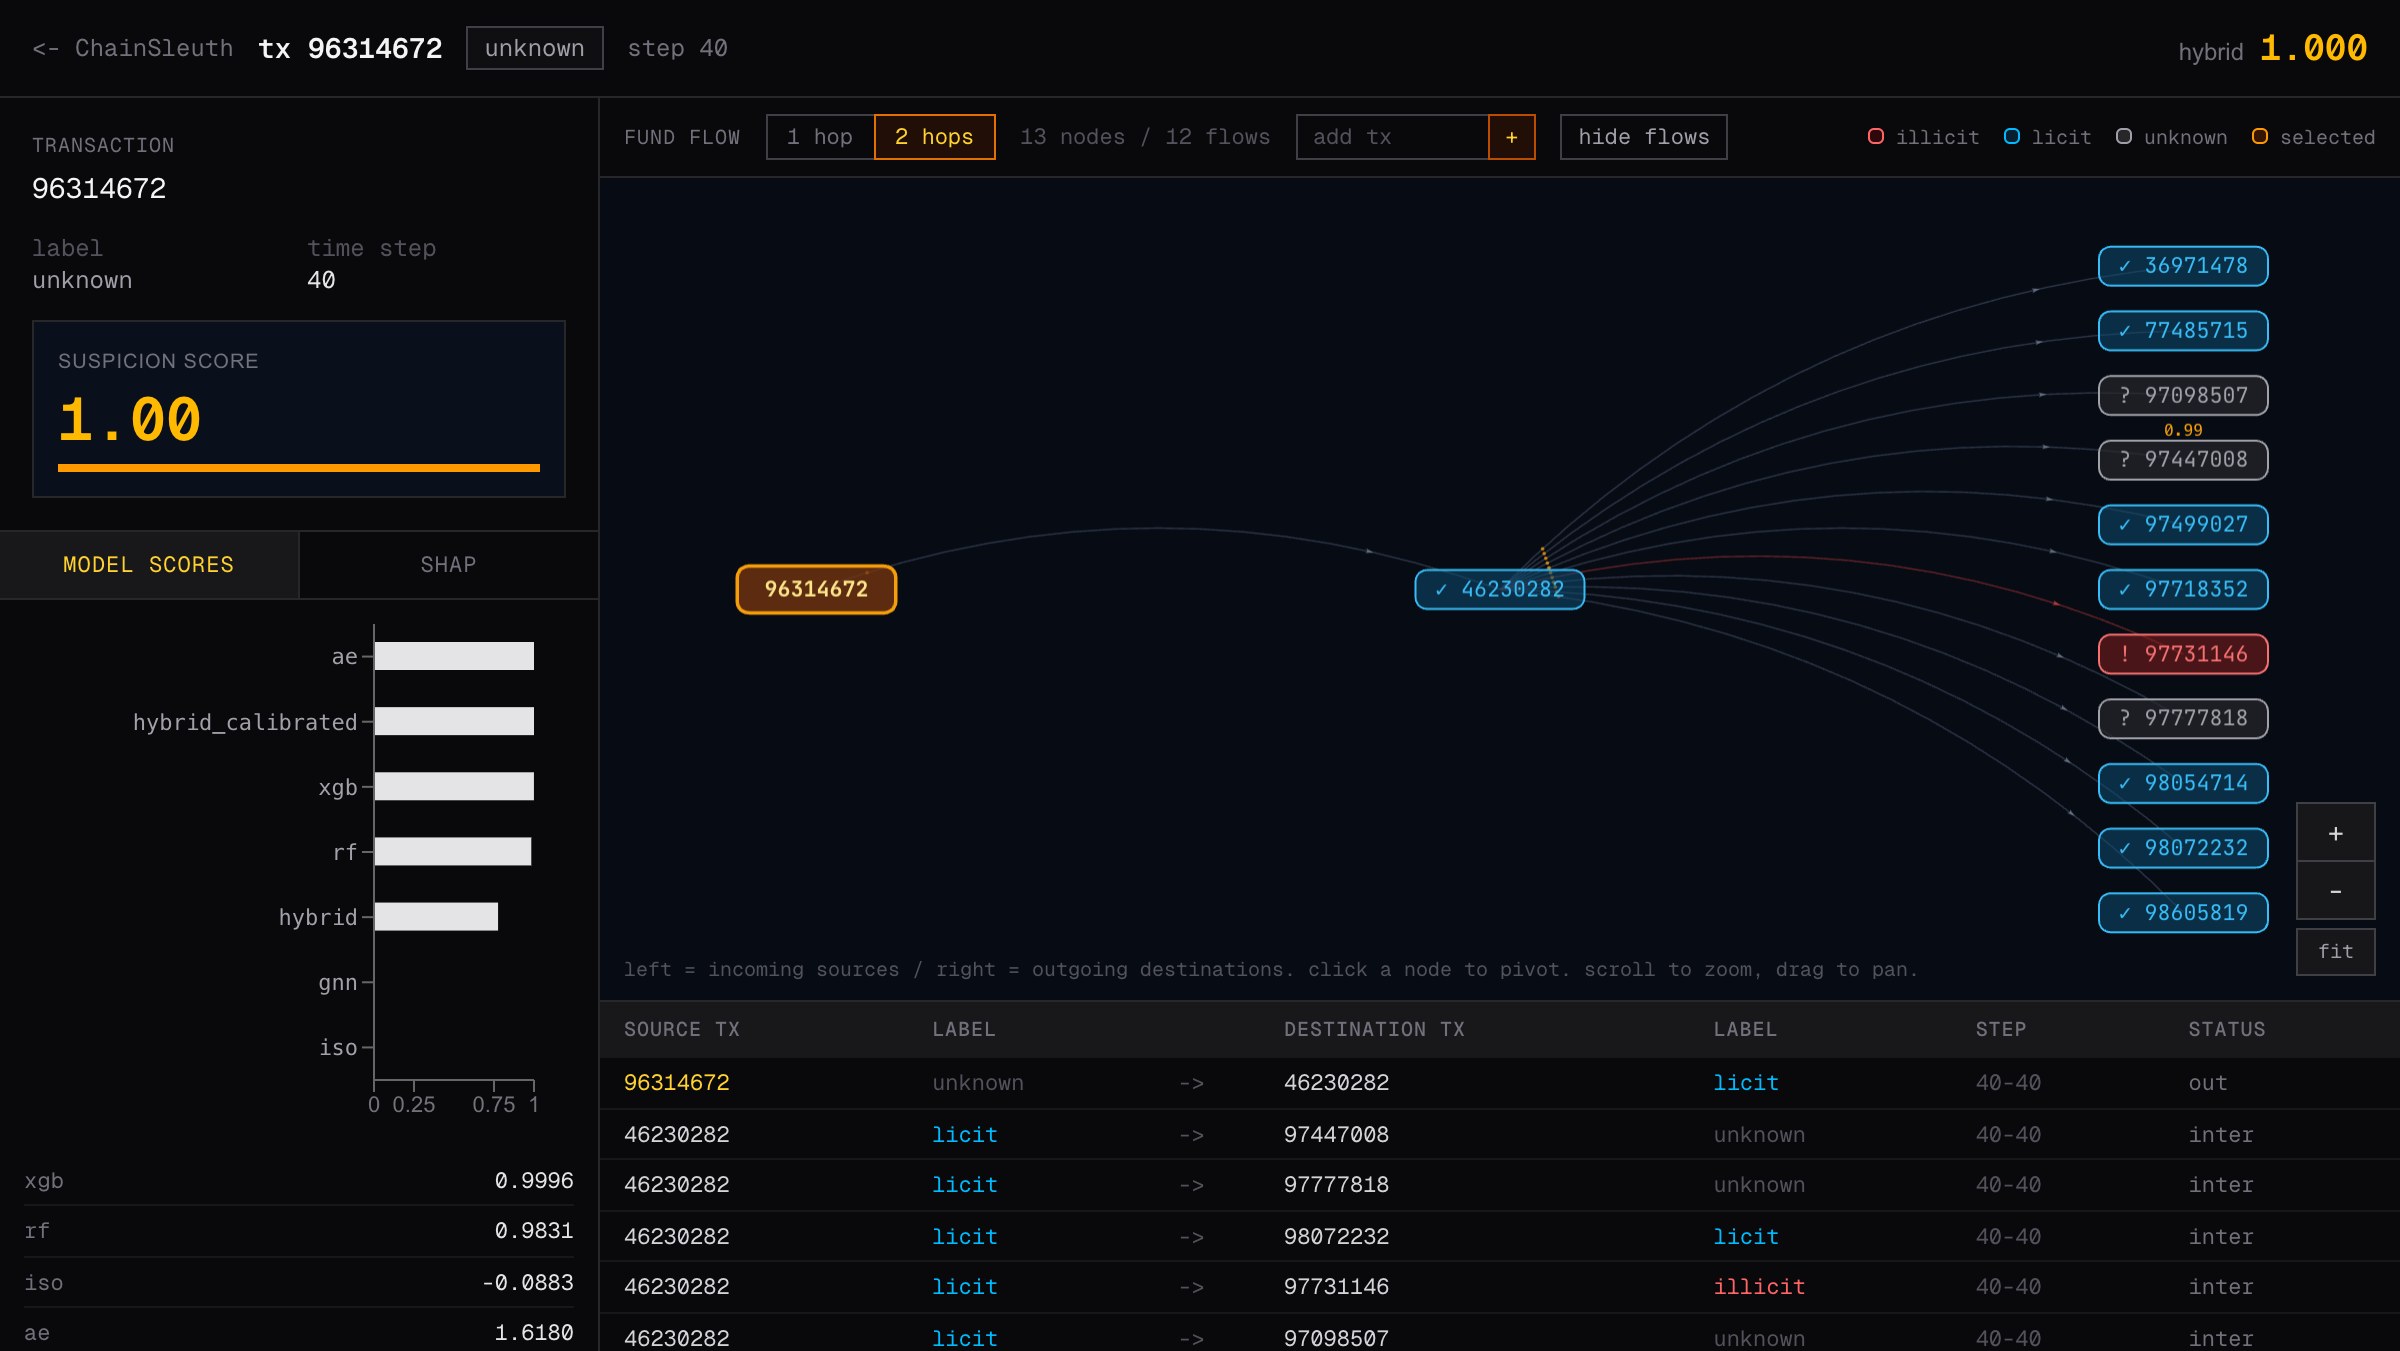 <- ChainSleuth tx 96314672 unknown step 40 hybrid 1.000
TRANSACTION
96314672
label time step
unknown 40
SUSPICION SCORE
1.00
MODEL SCORES SHAP
ae
hybrid_calibrated
xgb
rf
hybrid
gnn
iso
0 0.25 0.75 1
xgb 0.9996
rf 0.9831
iso -0.0883
ae 1.6180
FUND FLOW 1 hop 2 hops 13 nodes / 12 flows add tx + hide flows illicit licit unknown selected
✓ 36971478
✓ 77485715
? 97098507
0.99
? 97447008
✓ 97499027
96314672 ✓ 46230282 ✓ 97718352
! 97731146
? 97777818
✓ 98054714
+
✓ 98072232
-
✓ 98605819
fit
left = incoming sources / right = outgoing destinations. click a node to pivot. scroll to zoom, drag to pan.
SOURCE TX LABEL DESTINATION TX LABEL STEP STATUS
96314672 unknown -> 46230282 licit 40-40 out
46230282 licit -> 97447008 unknown 40-40 inter
46230282 licit -> 97777818 unknown 40-40 inter
46230282 licit -> 98072232 licit 40-40 inter
46230282 licit -> 97731146 illicit 40-40 inter
46230282 licit -> 97098507 unknown 40-40 inter